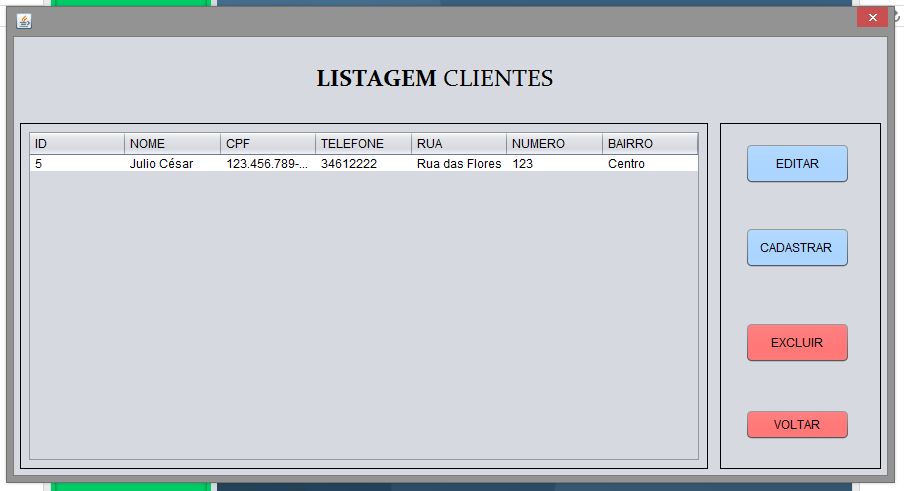 LISTAGEM CLIENTES
ID NOME CPF TELEFONE RUA NUMERO BAIRRO
5 Julio César 123.456.789-... 34612222 Rua das Flores 123 Centro
EDITAR
CADASTRAR
EXCLUIR
VOLTAR